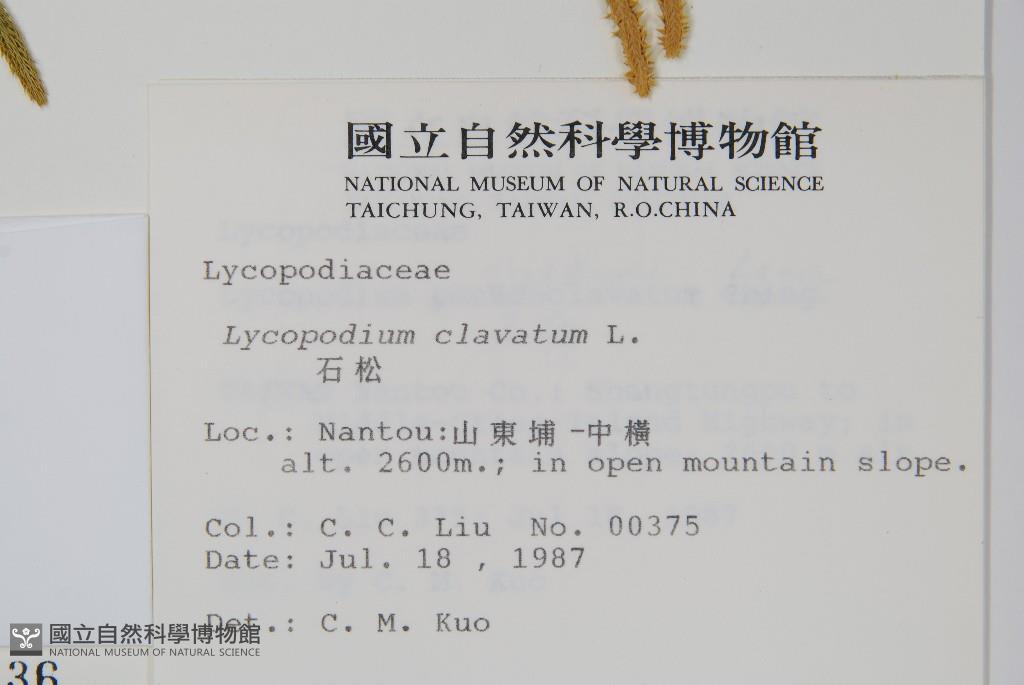 國立自然科學博物館
NATIONAL MUSEUM OF NATURAL SCIENCE
TAICHUNG, TAIWAN, R.O.CHINA
Lycopodiaceae
Lycopodium clavatum L.
石松
Loc.: Nantou:山東埔-中橫
alt. 2600m.; in open mountain slope.
Col.: C. C. Liu No. 00375
Date: Jul. 18 , 1987
Det.: C. M. Kuo
國立自然科學博物館
NATIONAL MUSEUM OF NATURAL SCIENCE
36